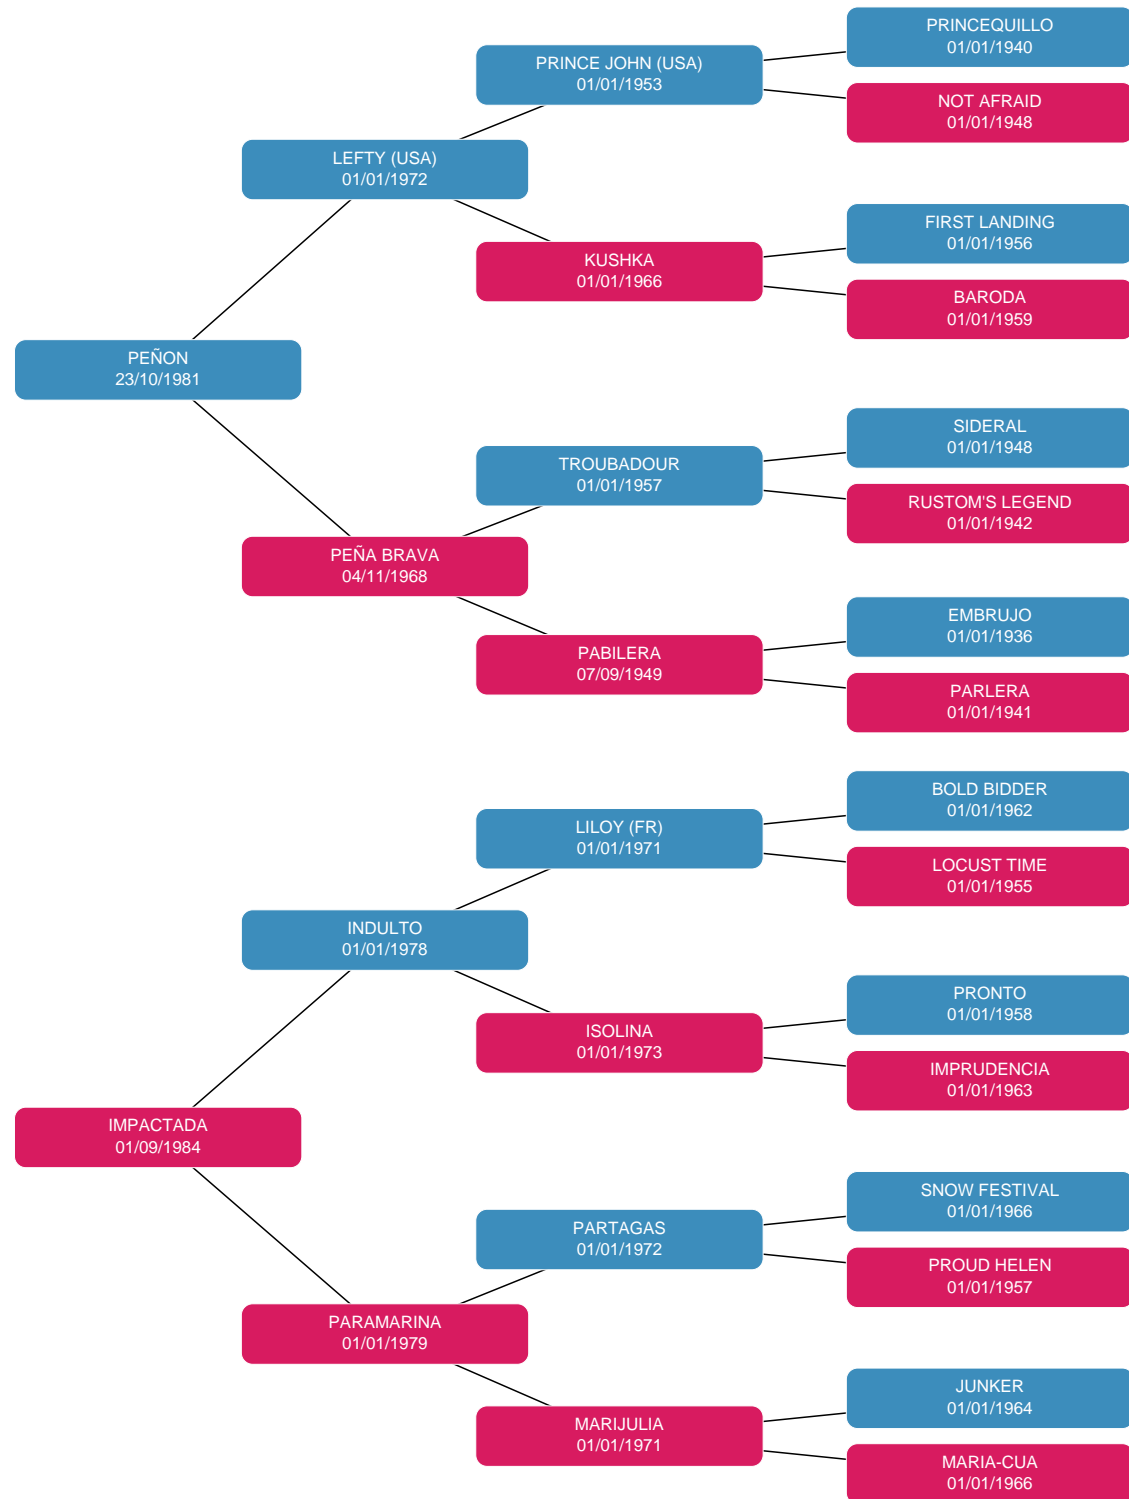 PRINCEQUILLO
01/01/1940
PRINCE JOHN (USA)
01/01/1953
NOT AFRAID
01/01/1948
LEFTY (USA)
01/01/1972
FIRST LANDING
01/01/1956
KUSHKA
01/01/1966
BARODA
01/01/1959
PEÑON
23/10/1981
SIDERAL
01/01/1948
TROUBADOUR
01/01/1957
RUSTOM'S LEGEND
01/01/1942
PEÑA BRAVA
04/11/1968
EMBRUJO
01/01/1936
PABILERA
07/09/1949
PARLERA
01/01/1941
BOLD BIDDER
01/01/1962
LILOY (FR)
01/01/1971
LOCUST TIME
01/01/1955
INDULTO
01/01/1978
PRONTO
01/01/1958
ISOLINA
01/01/1973
IMPRUDENCIA
01/01/1963
IMPACTADA
01/09/1984
SNOW FESTIVAL
01/01/1966
PARTAGAS
01/01/1972
PROUD HELEN
01/01/1957
PARAMARINA
01/01/1979
JUNKER
01/01/1964
MARIJULIA
01/01/1971
MARIA-CUA
01/01/1966